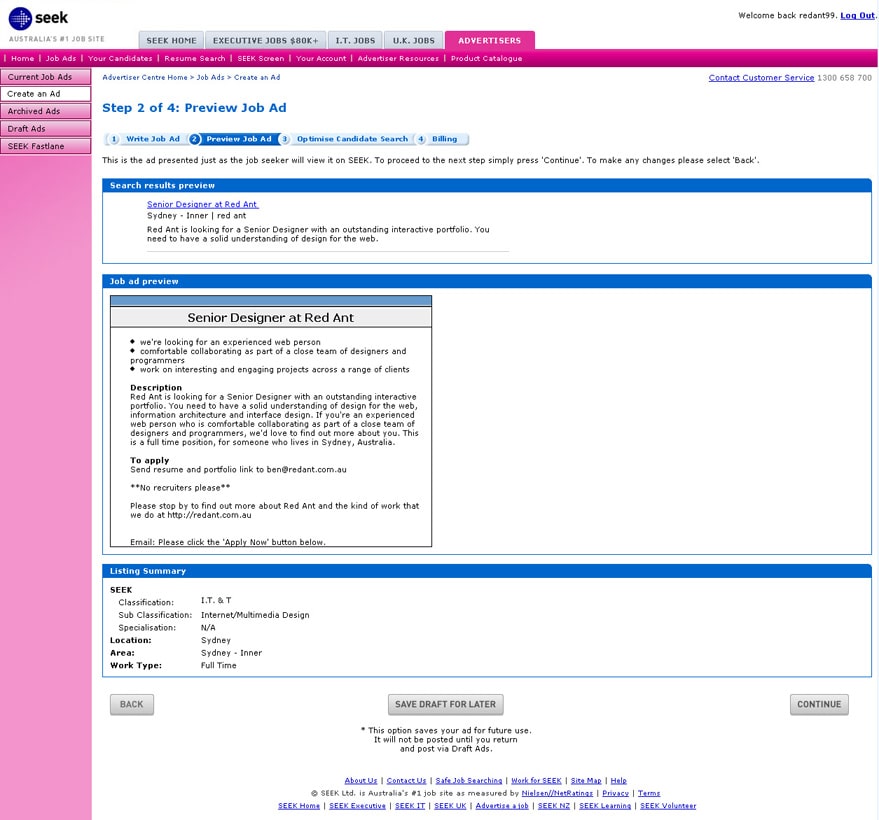 seek
AUSTRALIA'S #1 JOB SITE
Welcome back redant99. Log Out.
SEEK HOME EXECUTIVE JOBS $80K+ I.T. JOBS U.K. JOBS ADVERTISERS
| Home | Job Ads | Your Candidates | Resume Search | SEEK Screen | Your Account | Advertiser Resources | Product Catalogue
Current Job Ads
Create an Ad
Archived Ads
Draft Ads
SEEK Fastlane
Advertiser Centre Home > Job Ads > Create an Ad
Contact Customer Service 1300 658 700
Step 2 of 4: Preview Job Ad
1 Write Job Ad 2 Preview Job Ad 3 Optimise Candidate Search 4 Billing
This is the ad presented just as the job seeker will view it on SEEK. To proceed to the next step simply press 'Continue'. To make any changes please select 'Back'.
Search results preview
Senior Designer at Red Ant
Sydney - Inner | red ant
Red Ant is looking for a Senior Designer with an outstanding interactive portfolio. You
need to have a solid understanding of design for the web.
Job ad preview
Senior Designer at Red Ant
◆ we're looking for an experienced web person
◆ comfortable collaborating as part of a close team of designers and
programmers
◆ work on interesting and engaging projects across a range of clients
Description
Red Ant is looking for a Senior Designer with an outstanding interactive
portfolio. You need to have a solid understanding of design for the web,
information architecture and interface design. If you're an experienced
web person who is comfortable collaborating as part of a close team of
designers and programmers, we'd love to find out more about you. This
is a full time position, for someone who lives in Sydney, Australia.
To apply
Send resume and portfolio link to ben@redant.com.au
**No recruiters please**
Please stop by to find out more about Red Ant and the kind of work that
we do at http://redant.com.au
Email: Please click the 'Apply Now' button below.
Listing Summary
SEEK
Classification: I.T. & T
Sub Classification: Internet/Multimedia Design
Specialisation: N/A
Location: Sydney
Area: Sydney - Inner
Work Type: Full Time
BACK SAVE DRAFT FOR LATER CONTINUE
* This option saves your ad for future use.
It will not be posted until you return
and post via Draft Ads.
About Us | Contact Us | Safe Job Searching | Work for SEEK | Site Map | Help
© SEEK Ltd. is Australia's #1 job site as measured by Nielsen//NetRatings | Privacy | Terms
SEEK Home | SEEK Executive | SEEK IT | SEEK UK | Advertise a job | SEEK NZ | SEEK Learning | SEEK Volunteer